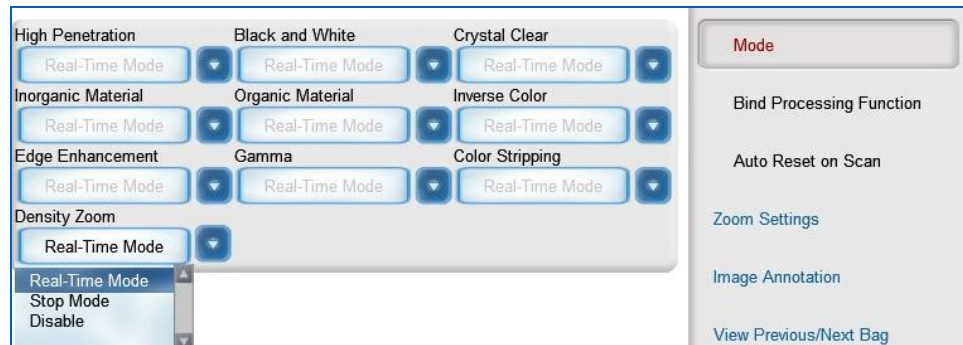 High Penetration Black and White Crystal Clear
Real-Time Mode Real-Time Mode Real-Time Mode
Inorganic Material Organic Material Inverse Color
Real-Time Mode Real-Time Mode Real-Time Mode
Edge Enhancement Gamma Color Stripping
Real-Time Mode Real-Time Mode Real-Time Mode
Density Zoom
Real-Time Mode
Real-Time Mode
Stop Mode
Disable
Mode
Bind Processing Function
Auto Reset on Scan
Zoom Settings
Image Annotation
View Previous/Next Bag